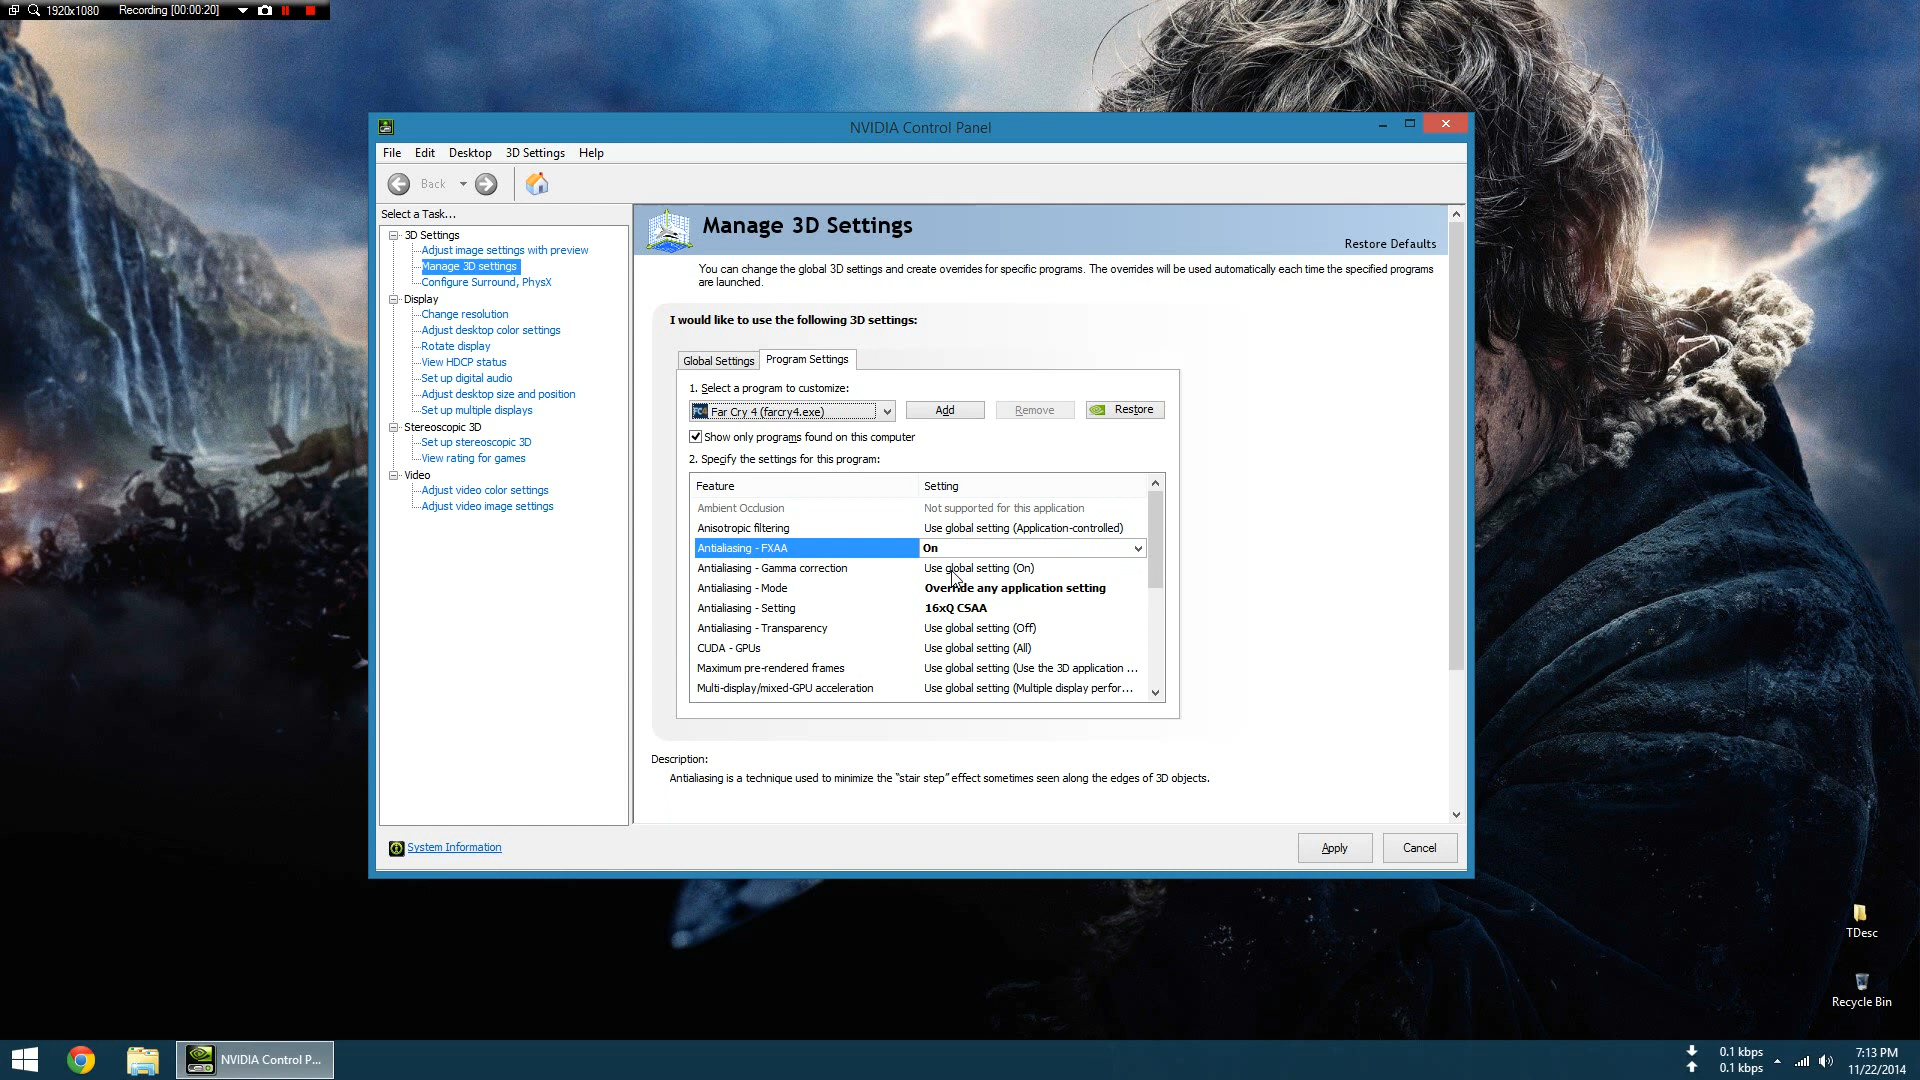 1920x1080 Recording [00:00:20]
NVIDIA Control Panel
File Edit Desktop 3D Settings Help
Back
Select a Task...
3D Settings
Adjust image settings with preview
Manage 3D settings
Configure Surround, PhysX
Display
Change resolution
Adjust desktop color settings
Rotate display
View HDCP status
Set up digital audio
Adjust desktop size and position
Set up multiple displays
Stereoscopic 3D
Set up stereoscopic 3D
View rating for games
Video
Adjust video color settings
Adjust video image settings
System Information
Manage 3D Settings
Restore Defaults
You can change the global 3D settings and create overrides for specific programs. The overrides will be used automatically each time the specified programs
are launched.
I would like to use the following 3D settings:
Global Settings Program Settings
1. Select a program to customize:
FC4 Far Cry 4 (farcry4.exe) Add Remove Restore
Show only programs found on this computer
2. Specify the settings for this program:
Feature Setting
Ambient Occlusion Not supported for this application
Anisotropic filtering Use global setting (Application-controlled)
Antialiasing - FXAA On
Antialiasing - Gamma correction Use global setting (On)
Antialiasing - Mode Override any application setting
Antialiasing - Setting 16xQ CSAA
Antialiasing - Transparency Use global setting (Off)
CUDA - GPUs Use global setting (All)
Maximum pre-rendered frames Use global setting (Use the 3D application ...
Multi-display/mixed-GPU acceleration Use global setting (Multiple display perfor...
Description:
Antialiasing is a technique used to minimize the "stair step" effect sometimes seen along the edges of 3D objects.
Apply Cancel
TDesc
Recycle Bin
NVIDIA Control P...
0.1 kbps
0.1 kbps
7:13 PM
11/22/2014